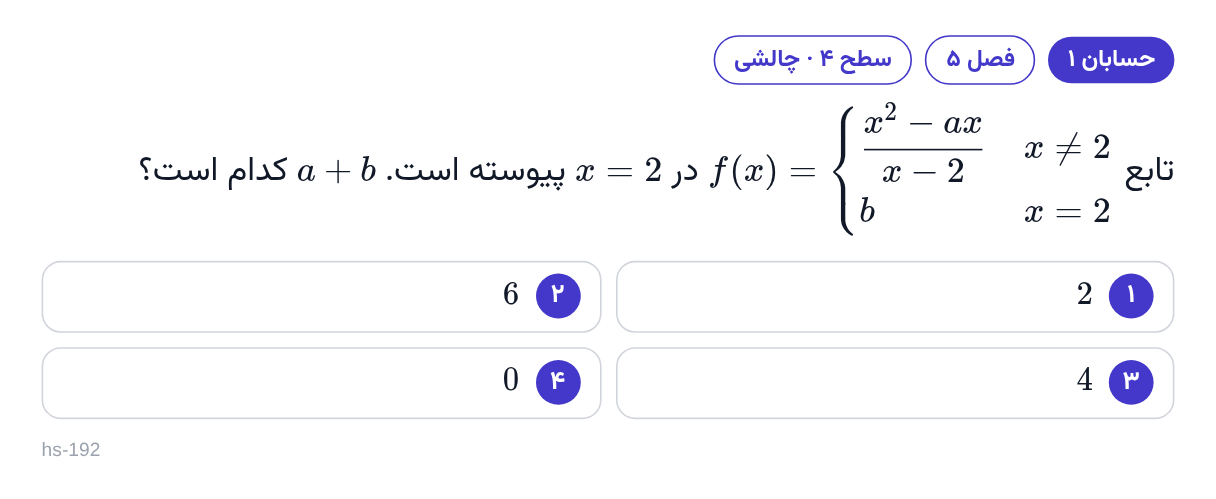 حسابان ۱ فصل ۵ سطح ۴ · چالشی
تابع f(x) = { (x² − ax)/(x − 2) x ≠ 2 ; b x = 2 در x = 2 پیوسته است. a + b کدام است؟
۱ 2 ۲ 6
۳ 4 ۴ 0
hs-192